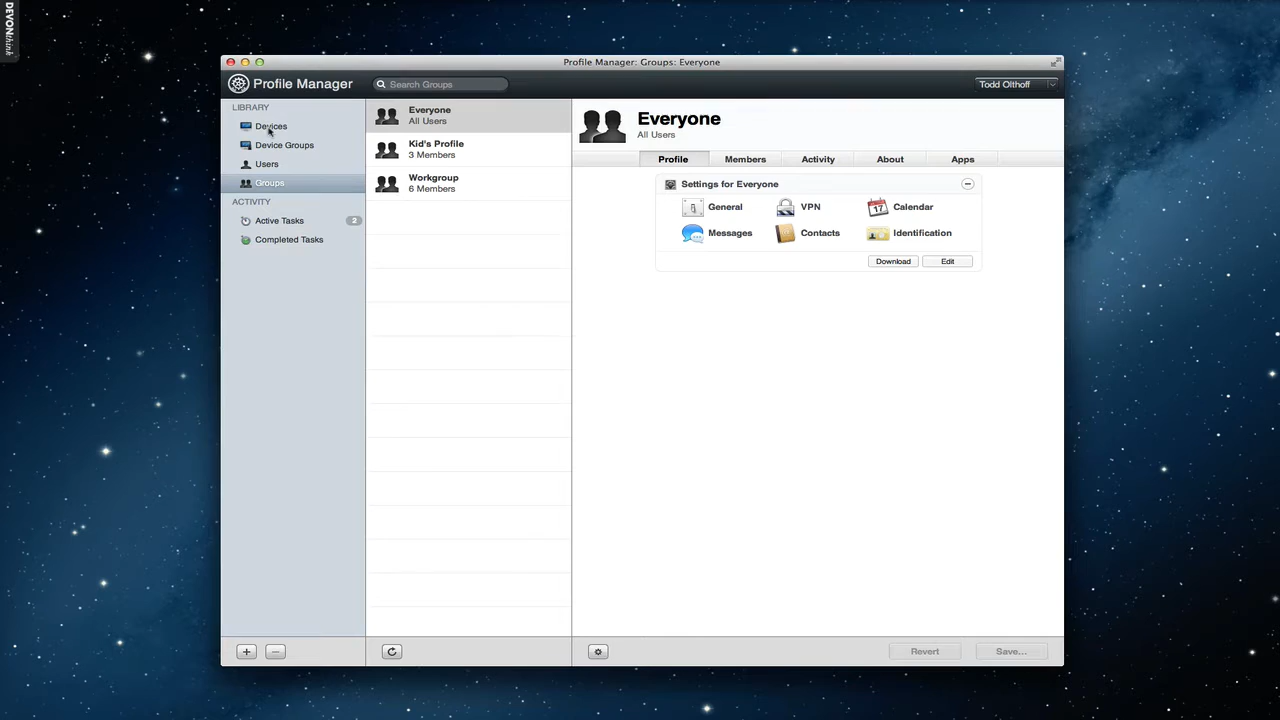 DEVONthink
Profile Manager: Groups: Everyone
Profile Manager
Search Groups
Todd Olthoff
LIBRARY
Devices
Device Groups
Users
Groups
ACTIVITY
Active Tasks 2
Completed Tasks
Everyone
All Users
Kid's Profile
3 Members
Workgroup
6 Members
Everyone
All Users
Profile Members Activity About Apps
Settings for Everyone
General VPN 17 Calendar
Messages Contacts Identification
Download Edit
Revert Save...